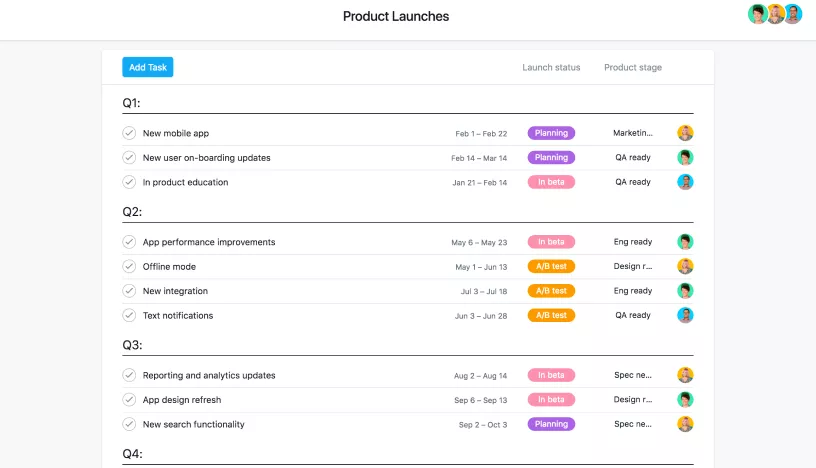 Product Launches
Add Task Launch status Product stage
Q1:
New mobile app Feb 1 – Feb 22 Planning Marketin...
New user on-boarding updates Feb 14 – Mar 14 Planning QA ready
In product education Jan 21 – Feb 14 In beta QA ready
Q2:
App performance improvements May 6 – May 23 In beta Eng ready
Offline mode May 1 – Jun 13 A/B test Design r...
New integration Jul 3 – Jul 18 A/B test Eng ready
Text notifications Jun 3 – Jun 28 A/B test QA ready
Q3:
Reporting and analytics updates Aug 2 – Aug 14 In beta Spec ne...
App design refresh Sep 6 – Sep 13 In beta Design r...
New search functionality Sep 2 – Oct 3 Planning Spec ne...
Q4: